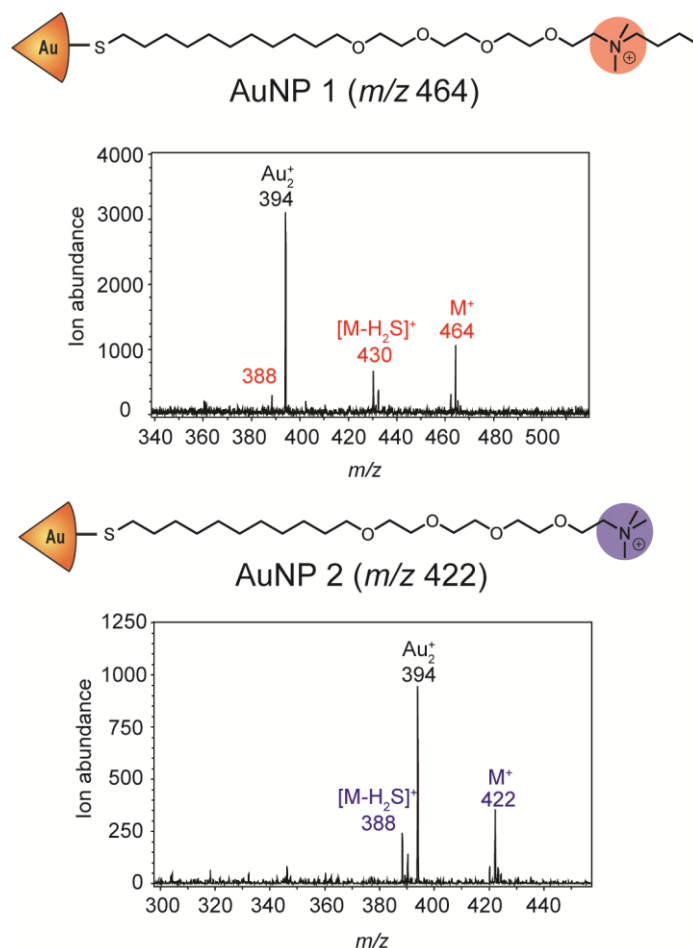 Au S O O O O N ⊕
AuNP 1 (m/z 464)
4000
3000
2000
1000
0
Ion abundance
Au₂⁺
394
388
[M-H₂S]⁺
430
M⁺
464
340 360 380 400 420 440 460 480 500
m/z
Au S O O O O N ⊕
AuNP 2 (m/z 422)
1250
1000
750
500
250
0
Ion abundance
Au₂⁺
394
[M-H₂S]⁺
388
M⁺
422
300 320 340 360 380 400 420 440
m/z